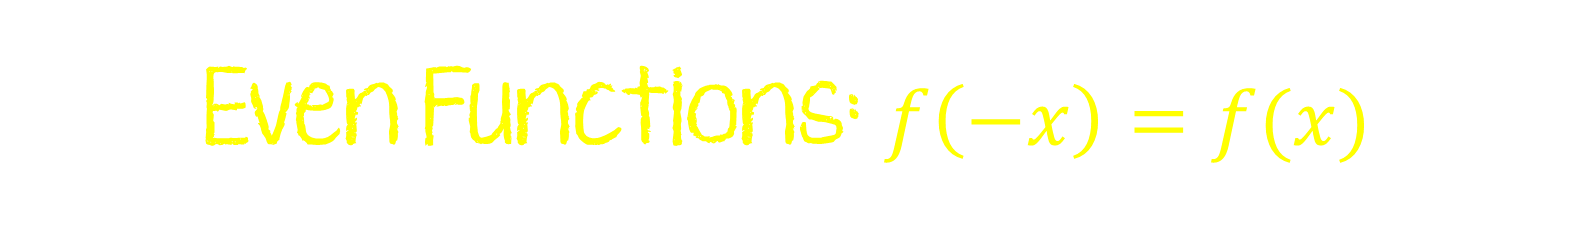 Even Functions: f(−x) = f(x)